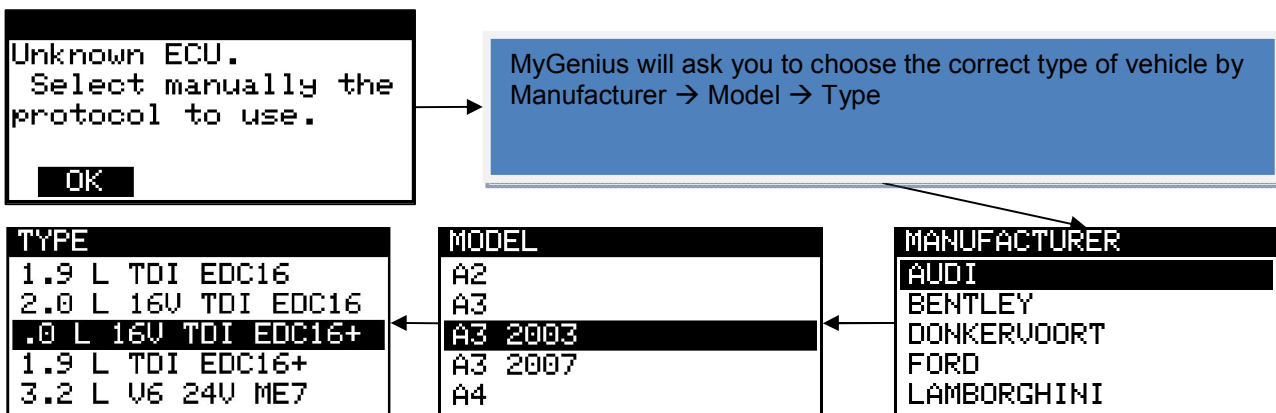 Unknown ECU.
Select manually the
protocol to use.
OK
MyGenius will ask you to choose the correct type of vehicle by
Manufacturer → Model → Type
MANUFACTURER
AUDI
BENTLEY
DONKERVOORT
FORD
LAMBORGHINI
MODEL
A2
A3
A3 2003
A3 2007
A4
TYPE
1.9 L TDI EDC16
2.0 L 16V TDI EDC16
.0 L 16V TDI EDC16+
1.9 L TDI EDC16+
3.2 L V6 24V ME7